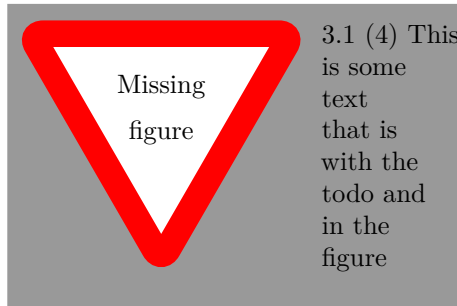 Missing
figure
3.1 (4) This
is some
text
that is
with the
todo and
in the
figure